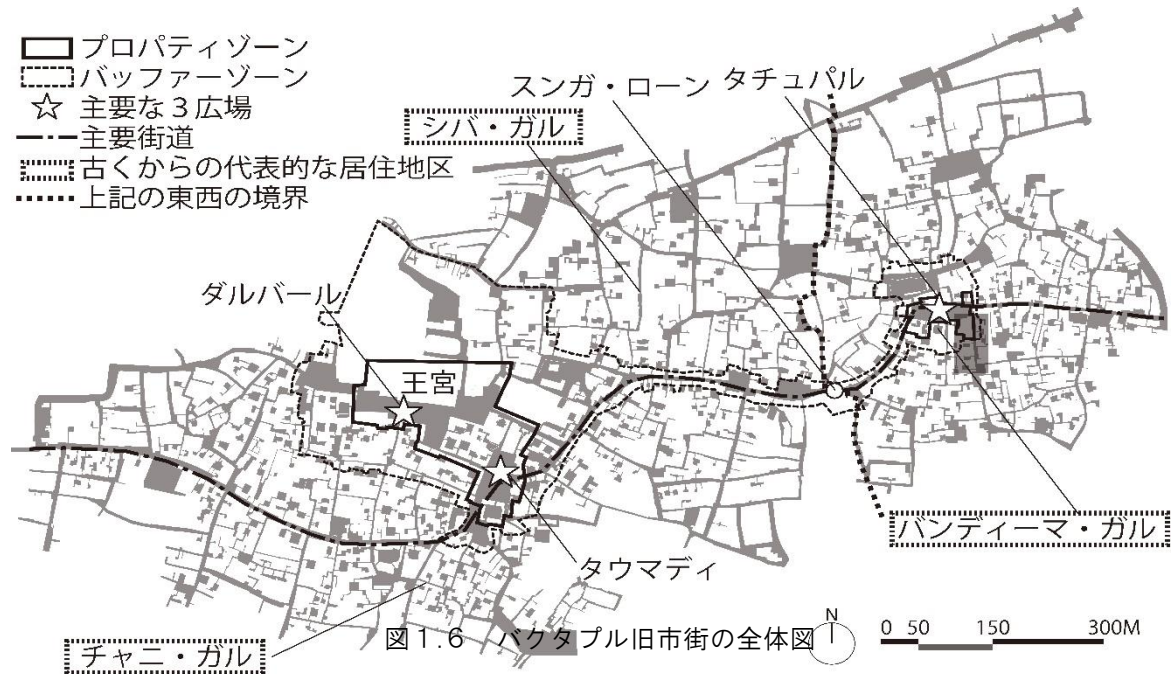 プロパティゾーン
バッファーゾーン
主要な3広場
主要街道
古くからの代表的な居住地区
上記の東西の境界
スンガ・ローン
タチュパル
シバ・ガル
ダルバール
王宮
バンディーマ・ガル
タウマディ
チャニ・ガル
図1.6 バクタプル旧市街の全体図
N
0 50 150 300M